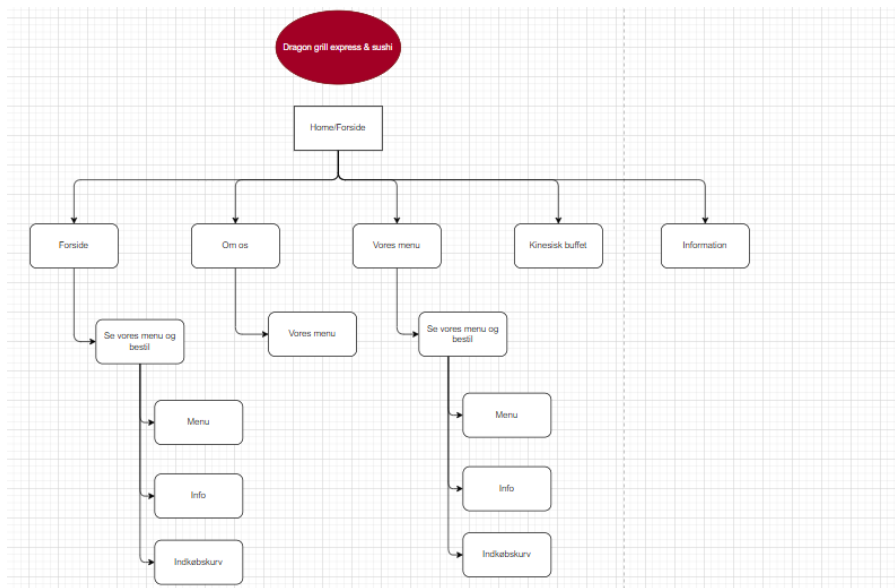 Dragon grill express & sushi
Home/Forside
Forside
Om os
Vores menu
Kinesisk buffet
Information
Se vores menu og
bestil
Vores menu
Se vores menu og
bestil
Menu
Menu
Info
Info
Indkøbskurv
Indkøbskurv